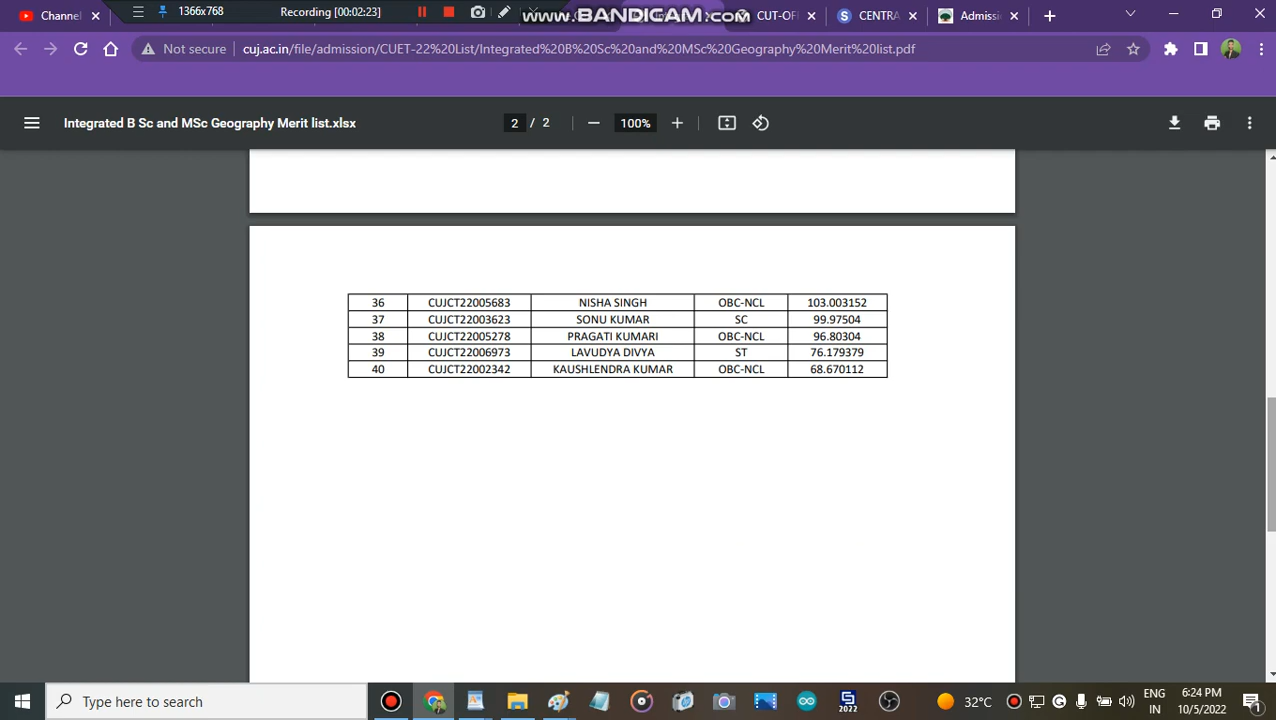 1366x768 Recording [00:02:23]
www.BANDICAM.com
Channel
CUT-OF
CENTRA
Admissi
Not secure cuj.ac.in/file/admission/CUET-22%20List/Integrated%20B%20Sc%20and%20MSc%20Geography%20Merit%20list.pdf
Integrated B Sc and MSc Geography Merit list.xlsx 2 / 2 100%
36 CUJCT22005683 NISHA SINGH OBC-NCL 103.003152
37 CUJCT22003623 SONU KUMAR SC 99.97504
38 CUJCT22005278 PRAGATI KUMARI OBC-NCL 96.80304
39 CUJCT22006973 LAVUDYA DIVYA ST 76.179379
40 CUJCT22002342 KAUSHLENDRA KUMAR OBC-NCL 68.670112
Type here to search
S
2022
32°C
ENG
IN
6:24 PM
10/5/2022
1